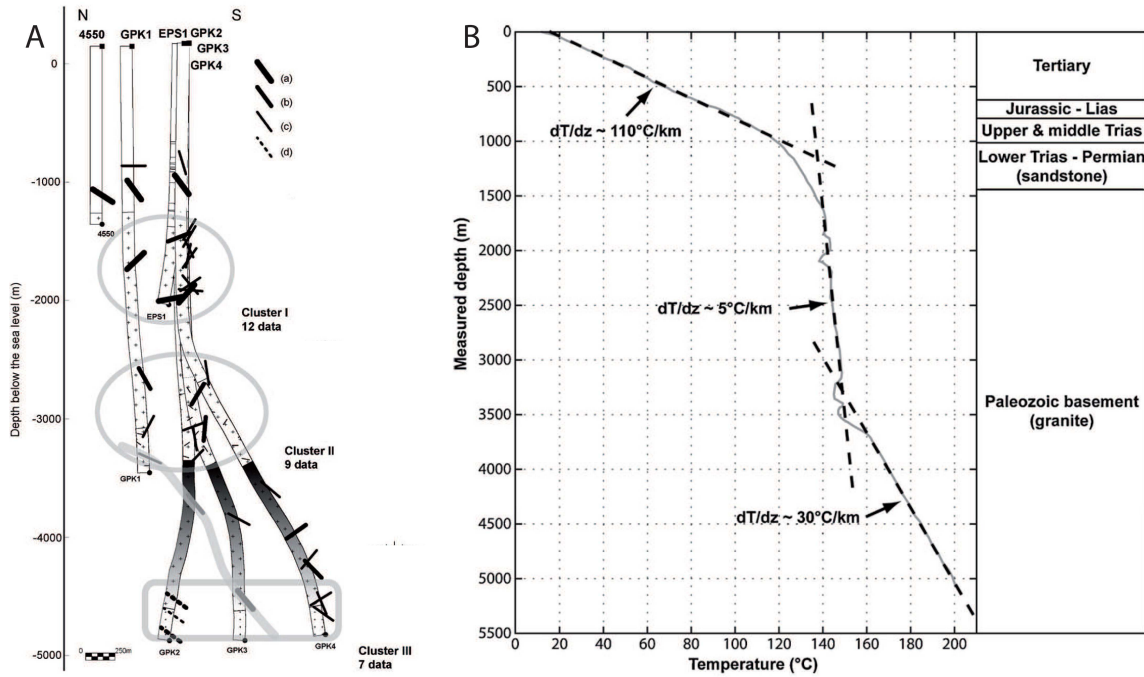 A
N
S
4550
GPK1
EPS1 GPK2
GPK3
GPK4
(a)
(b)
(c)
(d)
0
-1000
-2000
-3000
-4000
-5000
Depth below the sea level (m)
4550
EPS1
Cluster I
12 data
Cluster II
9 data
GPK1
GPK2
GPK3
GPK4
Cluster III
7 data
0
250m
B
0
500
1000
1500
2000
2500
3000
3500
4000
4500
5000
5500
Measured depth (m)
dT/dz ~ 110°C/km
dT/dz ~ 5°C/km
dT/dz ~ 30°C/km
0 20 40 60 80 100 120 140 160 180 200
Temperature (°C)
Tertiary
Jurassic - Lias
Upper & middle Trias
Lower Trias - Permian
(sandstone)
Paleozoic basement
(granite)